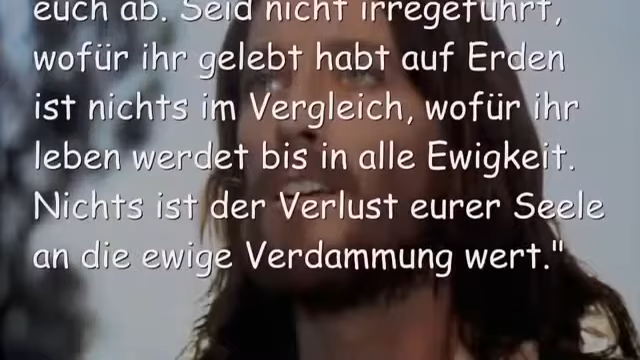 euch ab. Seid nicht irregeführt,
wofür ihr gelebt habt auf Erden
ist nichts im Vergleich, wofür ihr
leben werdet bis in alle Ewigkeit.
Nichts ist der Verlust eurer Seele
an die ewige Verdammung wert."